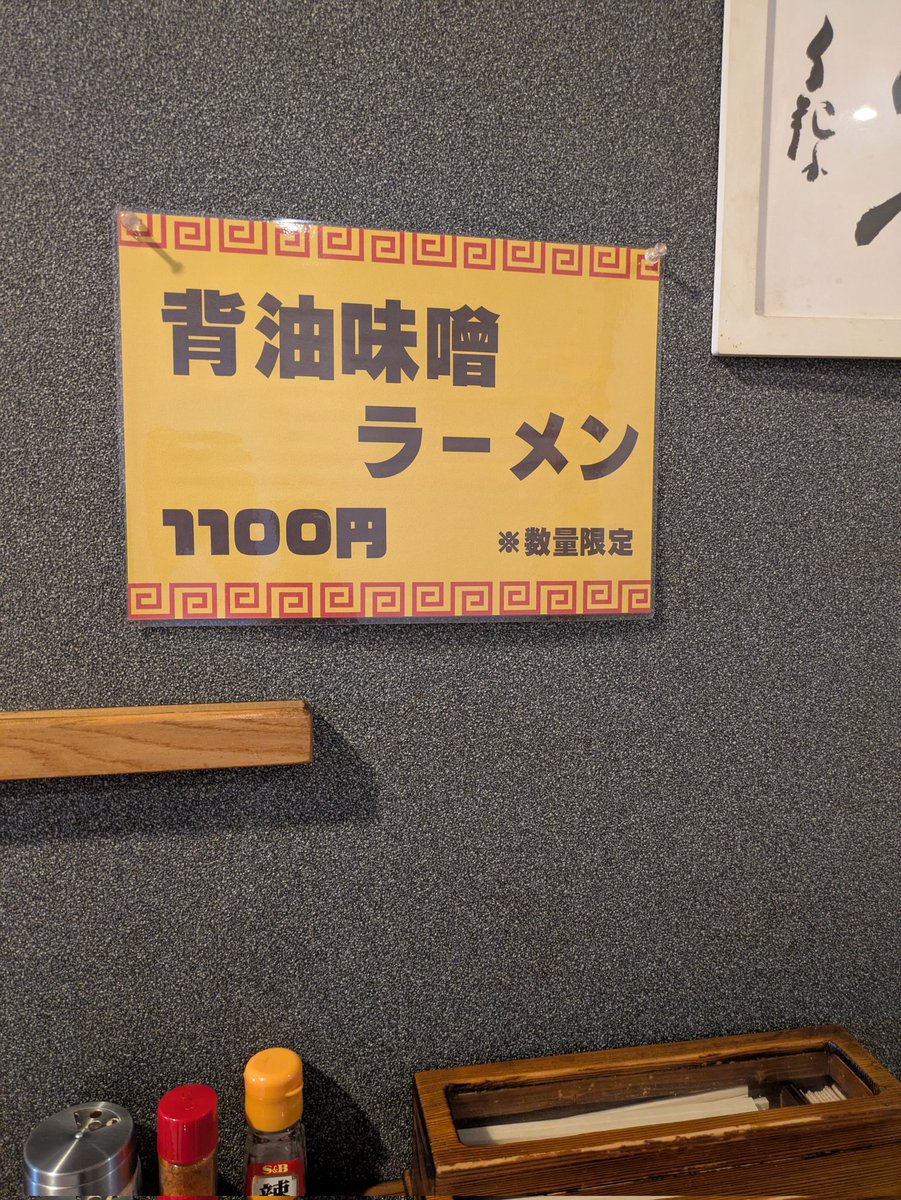 背油味噌
ラーメン
1100円
※数量限定
S&B